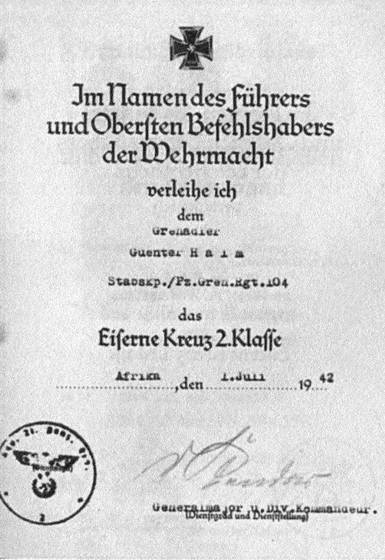 Im Namen des Führers
und Obersten Befehlshabers
der Wehrmacht
verleihe ich
dem
Grenadier
Guenter Halm
Stabskp./Pz.Gren.Rgt.104
das
Eiserne Kreuz 2. Klasse
Afrika, den 1.Juli 1942
Generalmajor u.Div.Kommandeur.
(Dienstgrad und Dienststellung)